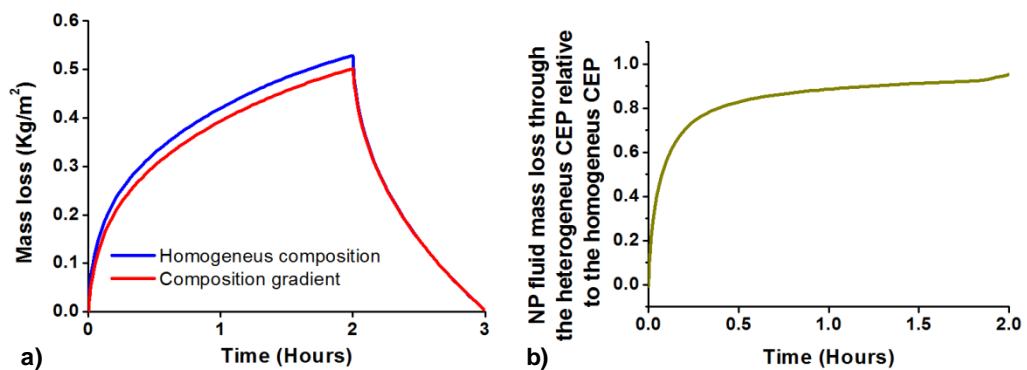 0.6
0.5
0.4
0.3
0.2
0.1
0.0
Mass loss (Kg/m²)
Homogeneus composition
Composition gradient
0
1
2
3
Time (Hours)
a)
NP fluid mass loss through
the heterogeneus CEP relative
to the homogeneus CEP
1.0
0.8
0.6
0.4
0.2
0.0
0.0
0.5
1.0
1.5
2.0
Time (Hours)
b)